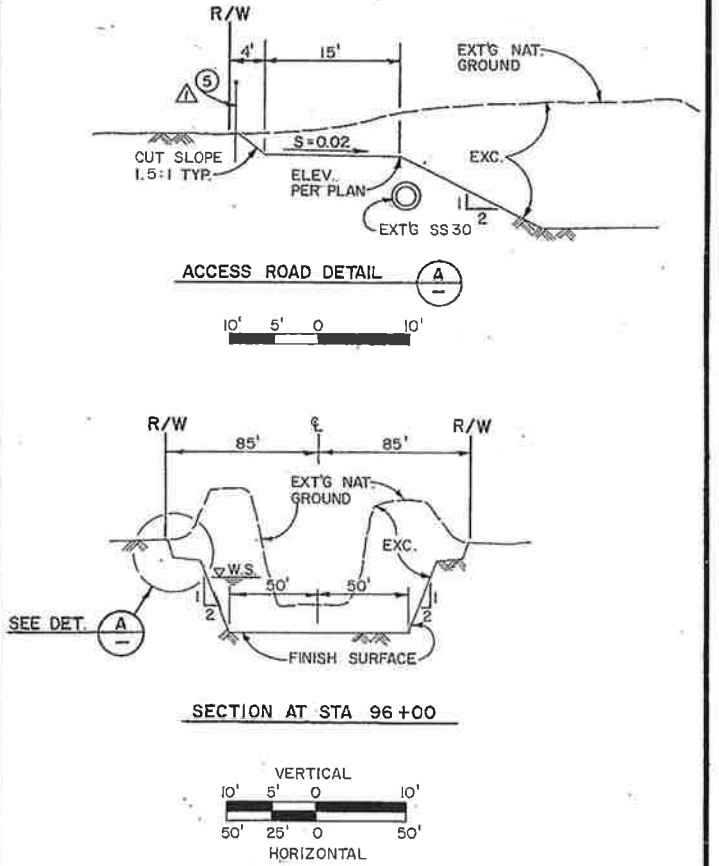 R/W
4' 15'
EXT'G NAT.
GROUND
5
1
S=0.02
CUT SLOPE
1.5:1 TYP.
ELEV.
PER PLAN
EXC.
1
2
EXT'G SS30
ACCESS ROAD DETAIL A
10' 5' 0 10'
R/W ℄ R/W
85' 85'
EXT'G NAT.
GROUND
EXC.
W.S.
50' 50'
1
2
1
2
SEE DET. A
FINISH SURFACE
SECTION AT STA 96+00
VERTICAL
10' 5' 0 10'
50' 25' 0 50'
HORIZONTAL